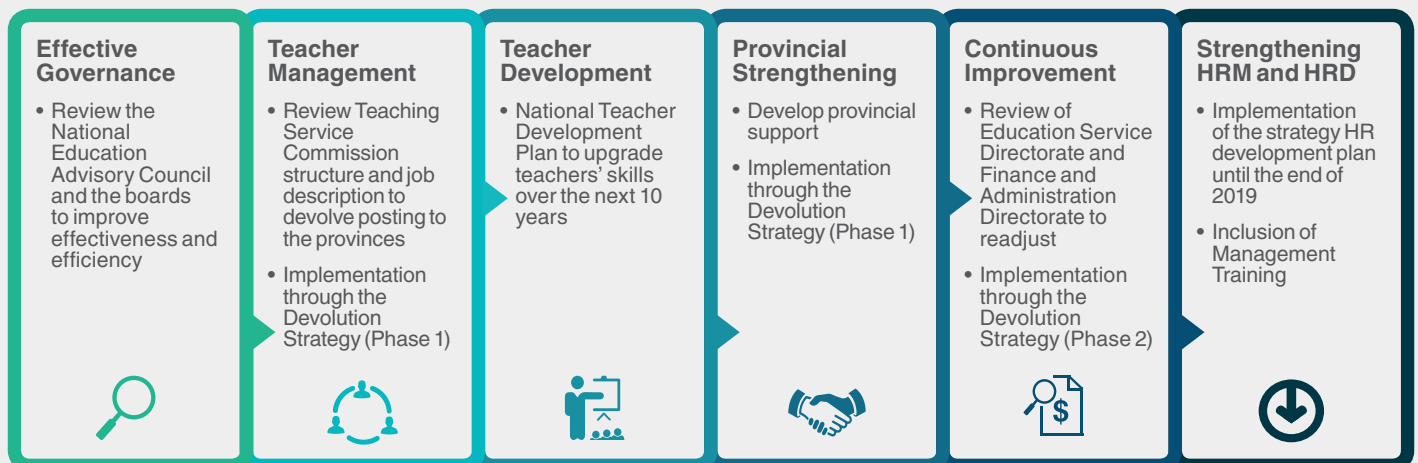 Effective
Governance
• Review the
National
Education
Advisory Council
and the boards
to improve
effectiveness and
efficiency
Teacher
Management
• Review Teaching
Service
Commission
structure and job
description to
devolve posting to
the provinces
• Implementation
through the
Devolution
Strategy (Phase 1)
Teacher
Development
• National Teacher
Development
Plan to upgrade
teachers’ skills
over the next 10
years
Provincial
Strengthening
• Develop provincial
support
• Implementation
through the
Devolution
Strategy (Phase 1)
Continuous
Improvement
• Review of
Education Service
Directorate and
Finance and
Administration
Directorate to
readjust
• Implementation
through the
Devolution
Strategy (Phase 2)
$
Strengthening
HRM and HRD
• Implementation
of the strategy HR
development plan
until the end of
2019
• Inclusion of
Management
Training